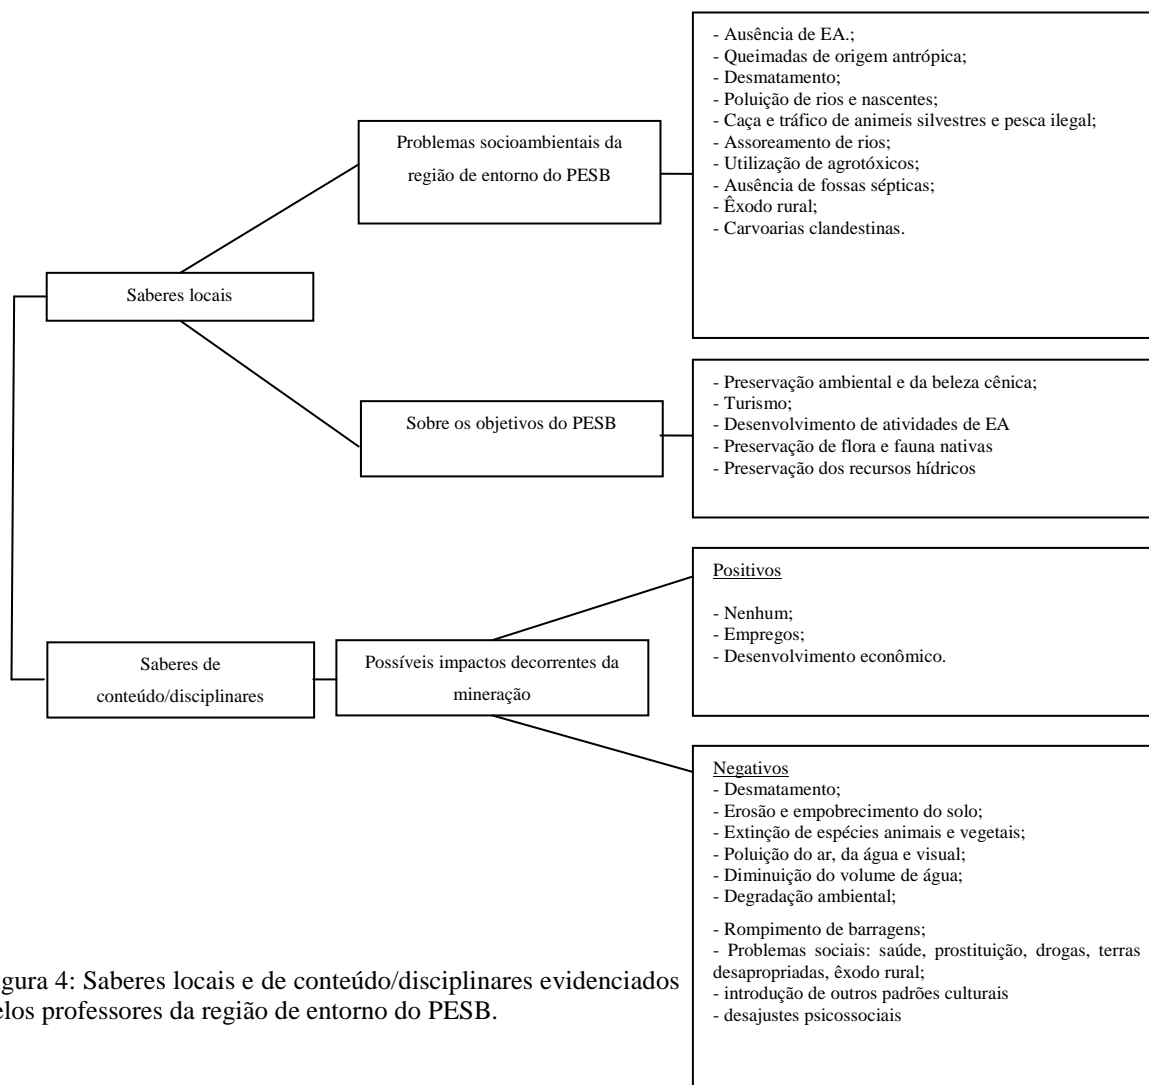 - Ausência de EA.;
- Queimadas de origem antrópica;
- Desmatamento;
- Poluição de rios e nascentes;
- Caça e tráfico de animeis silvestres e pesca ilegal;
- Assoreamento de rios;
- Utilização de agrotóxicos;
- Ausência de fossas sépticas;
- Êxodo rural;
- Carvoarias clandestinas.
Problemas socioambientais da
região de entorno do PESB
Saberes locais
Sobre os objetivos do PESB
- Preservação ambiental e da beleza cênica;
- Turismo;
- Desenvolvimento de atividades de EA
- Preservação de flora e fauna nativas
- Preservação dos recursos hídricos
Saberes de
conteúdo/disciplinares
Possíveis impactos decorrentes da
mineração
Positivos
- Nenhum;
- Empregos;
- Desenvolvimento econômico.
Negativos
- Desmatamento;
- Erosão e empobrecimento do solo;
- Extinção de espécies animais e vegetais;
- Poluição do ar, da água e visual;
- Diminuição do volume de água;
- Degradação ambiental;
- Rompimento de barragens;
- Problemas sociais: saúde, prostituição, drogas, terras
desapropriadas, êxodo rural;
- introdução de outros padrões culturais
- desajustes psicossociais
gura 4: Saberes locais e de conteúdo/disciplinares evidenciados
elos professores da região de entorno do PESB.